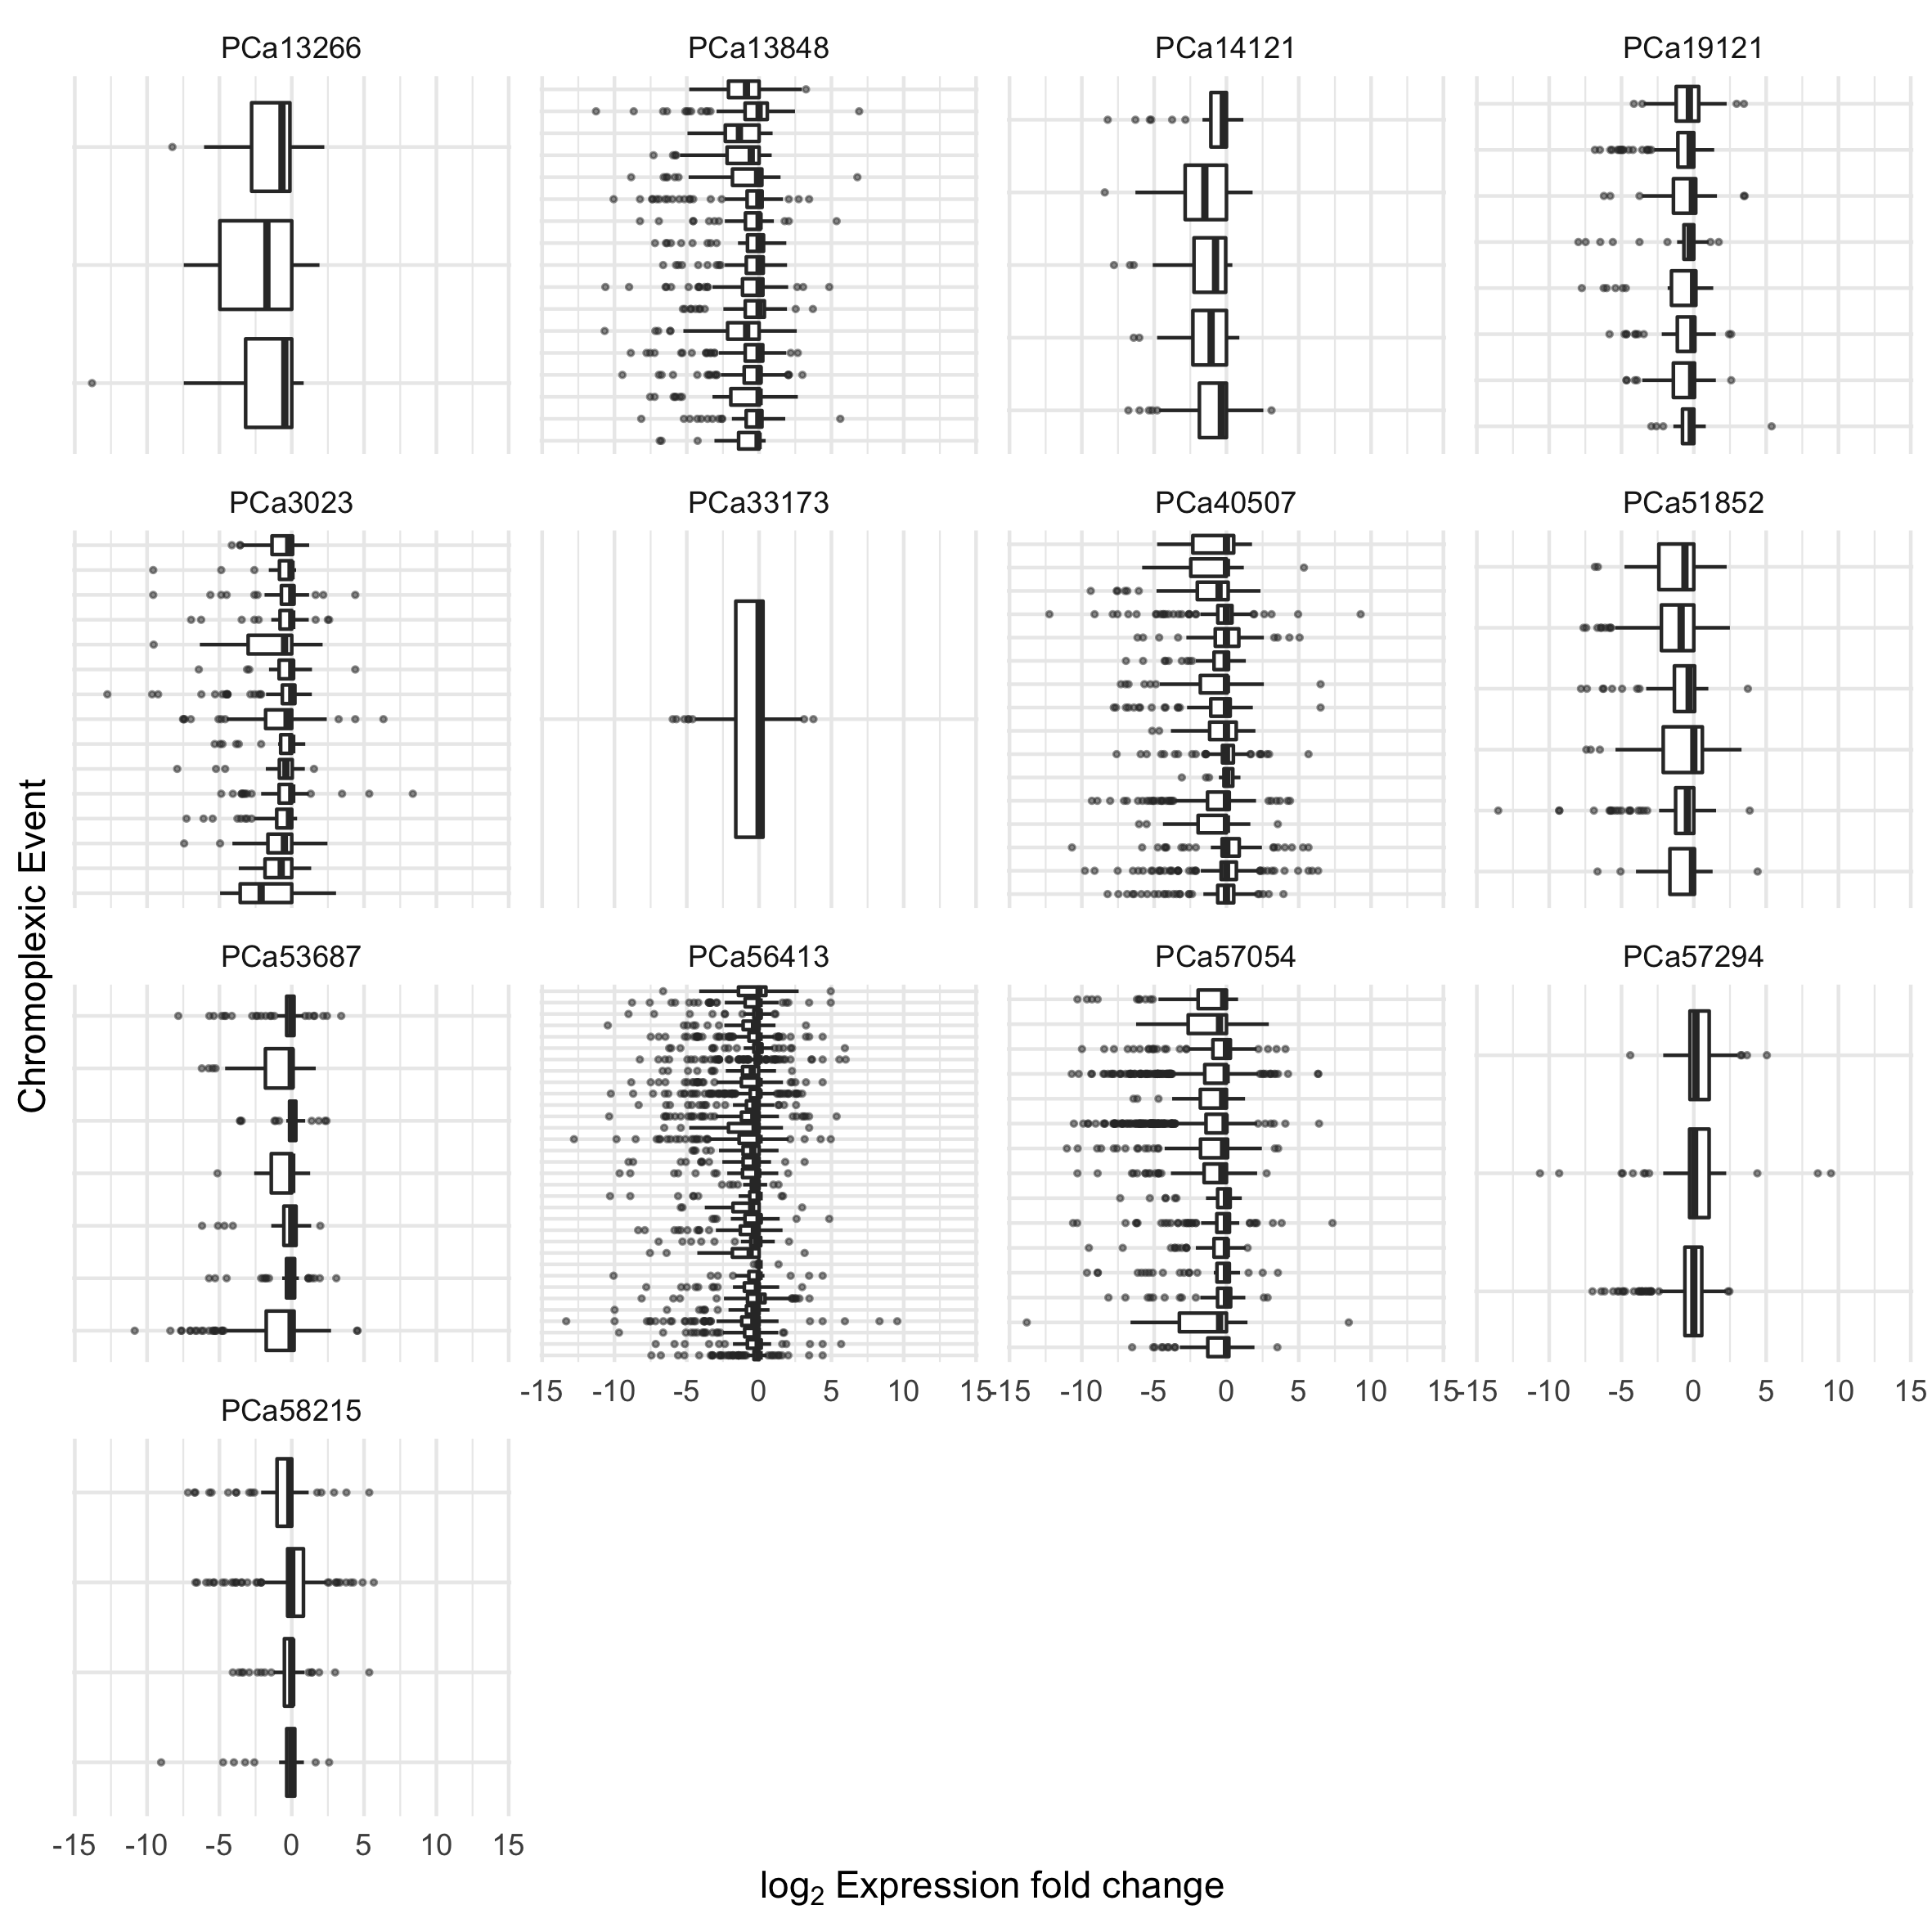 PCa13266 PCa13848 PCa14121 PCa19121
PCa3023 PCa33173 PCa40507 PCa51852
Chromoplexic Event
PCa53687 PCa56413 PCa57054 PCa57294
-15 -10 -5 0 5 10 15 -15 -10 -5 0 5 10 15 -15 -10 -5 0 5 10 15
PCa58215
-15 -10 -5 0 5 10 15
log₂ Expression fold change